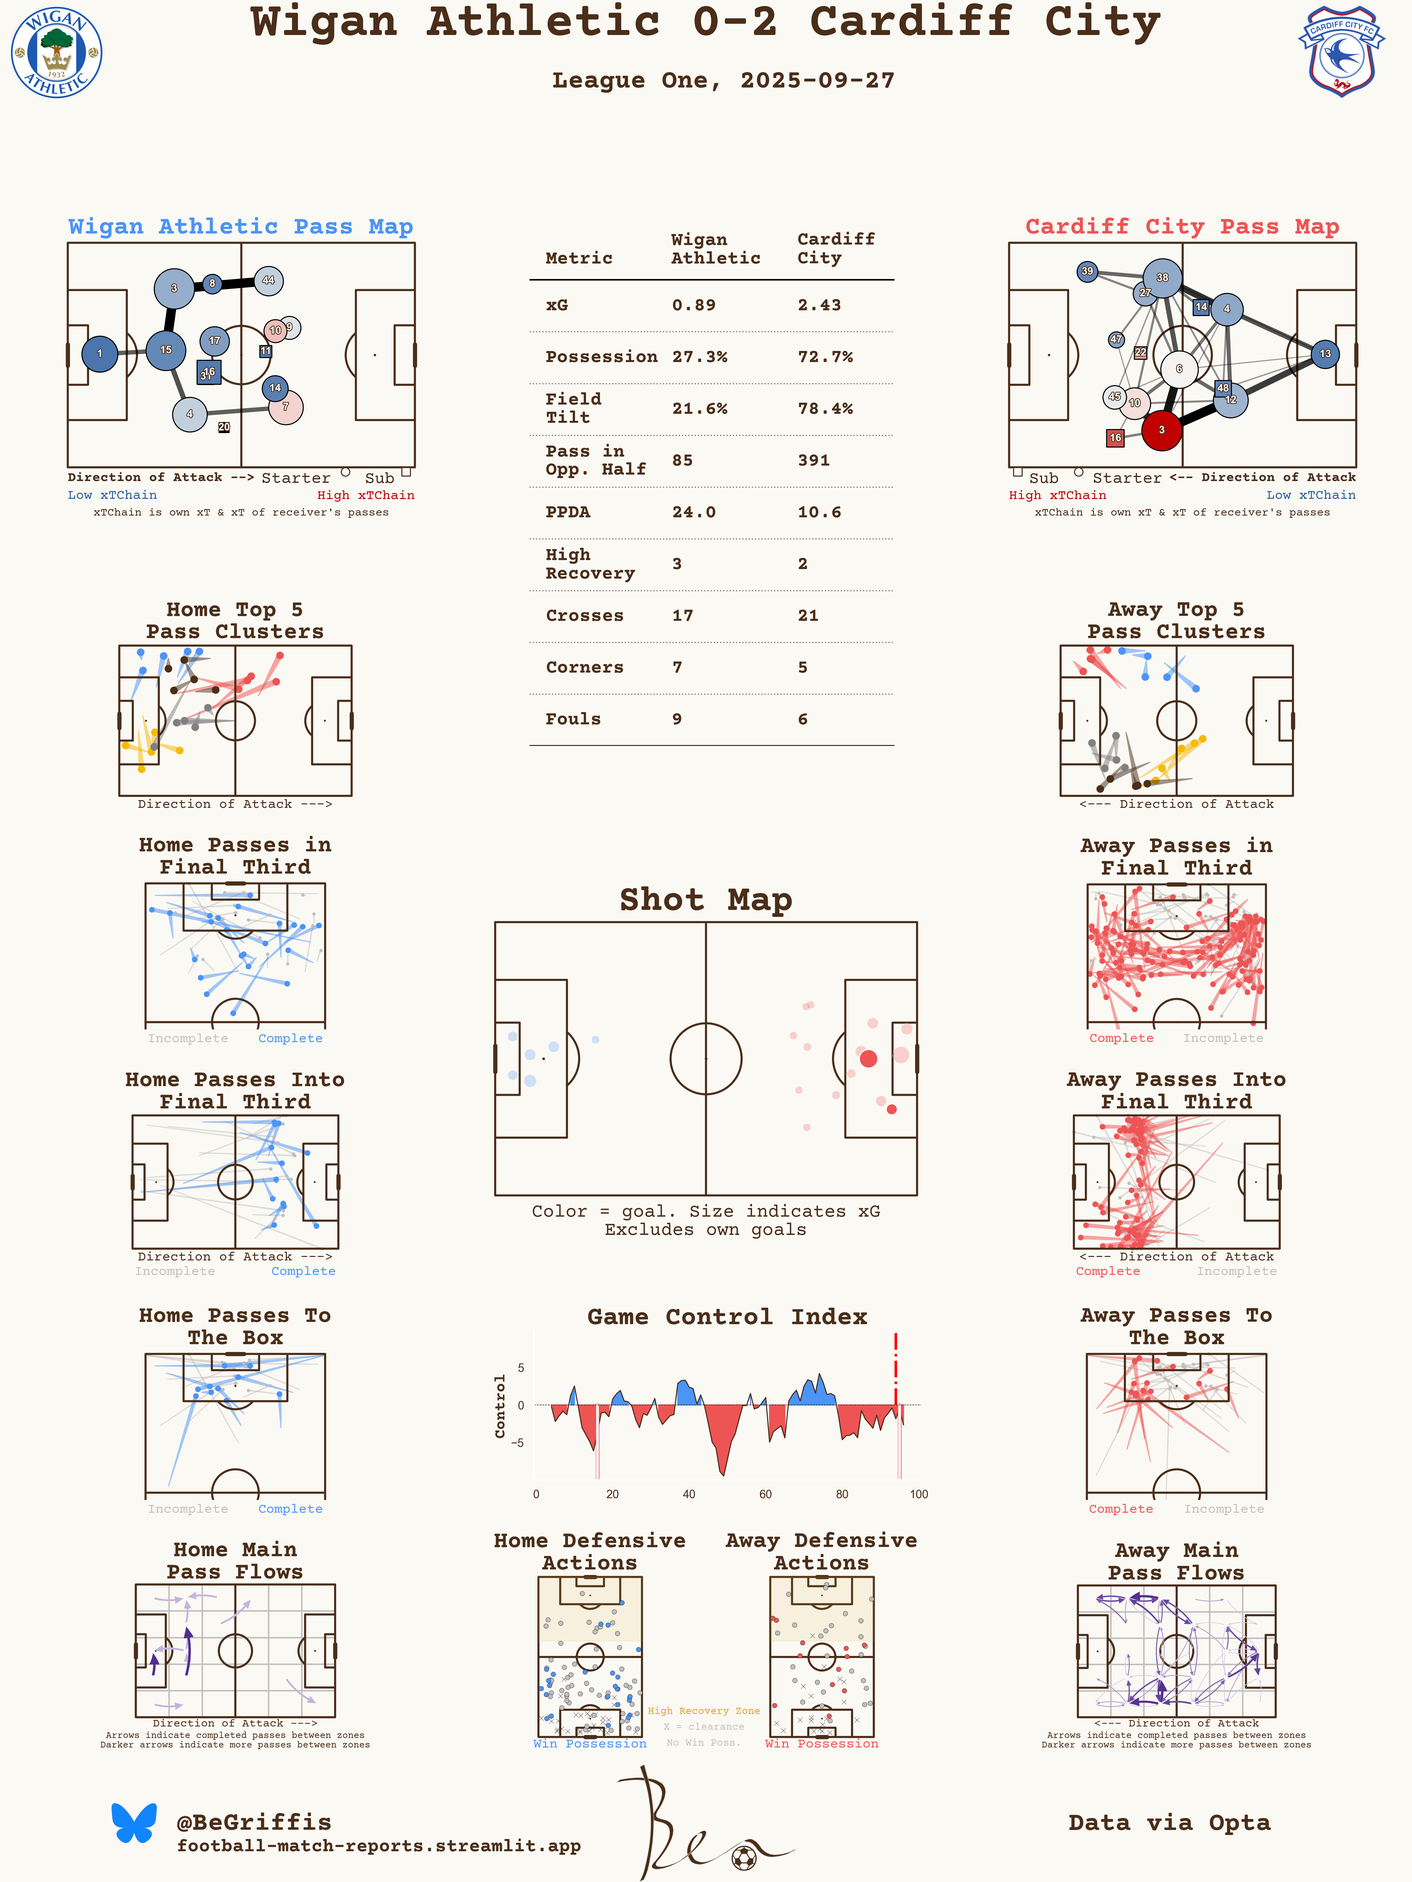 Wigan Athletic 0-2 Cardiff City
League One, 2025-09-27
WIGAN
1932
ATHLETIC
CARDIFF CITY FC
Wigan Athletic Pass Map
3
8
44
10
9
1
15
17
11
16
14
4
7
20
Direction of Attack --> Starter Sub
Low xTChain High xTChain
xTChain is own xT & xT of receiver's passes
Metric Wigan Athletic Cardiff City
xG 0.89 2.43
Possession 27.3% 72.7%
Field Tilt 21.6% 78.4%
Pass in Opp. Half 85 391
PPDA 24.0 10.6
High Recovery 3 2
Crosses 17 21
Corners 7 5
Fouls 9 6
Cardiff City Pass Map
39
38
27
14
4
47
22
13
6
45
10
48
12
3
16
Sub Starter <-- Direction of Attack
High xTChain Low xTChain
xTChain is own xT & xT of receiver's passes
Home Top 5
Pass Clusters
Direction of Attack --->
Away Top 5
Pass Clusters
<--- Direction of Attack
Home Passes in
Final Third
Incomplete Complete
Away Passes in
Final Third
Complete Incomplete
Shot Map
Color = goal. Size indicates xG
Excludes own goals
Home Passes Into
Final Third
Direction of Attack --->
Incomplete Complete
Away Passes Into
Final Third
<--- Direction of Attack
Complete Incomplete
Home Passes To
The Box
Incomplete Complete
Game Control Index
Control
5
0
−5
0 20 40 60 80 100
Away Passes To
The Box
Complete Incomplete
Home Main
Pass Flows
Direction of Attack --->
Arrows indicate completed passes between zones
Darker arrows indicate more passes between zones
Home Defensive
Actions
Win Possession
Away Defensive
Actions
Win Possession
High Recovery Zone
X = clearance
No Win Poss.
Away Main
Pass Flows
<--- Direction of Attack
Arrows indicate completed passes between zones
Darker arrows indicate more passes between zones
@BeGriffis
football-match-reports.streamlit.app
Ben
Data via Opta